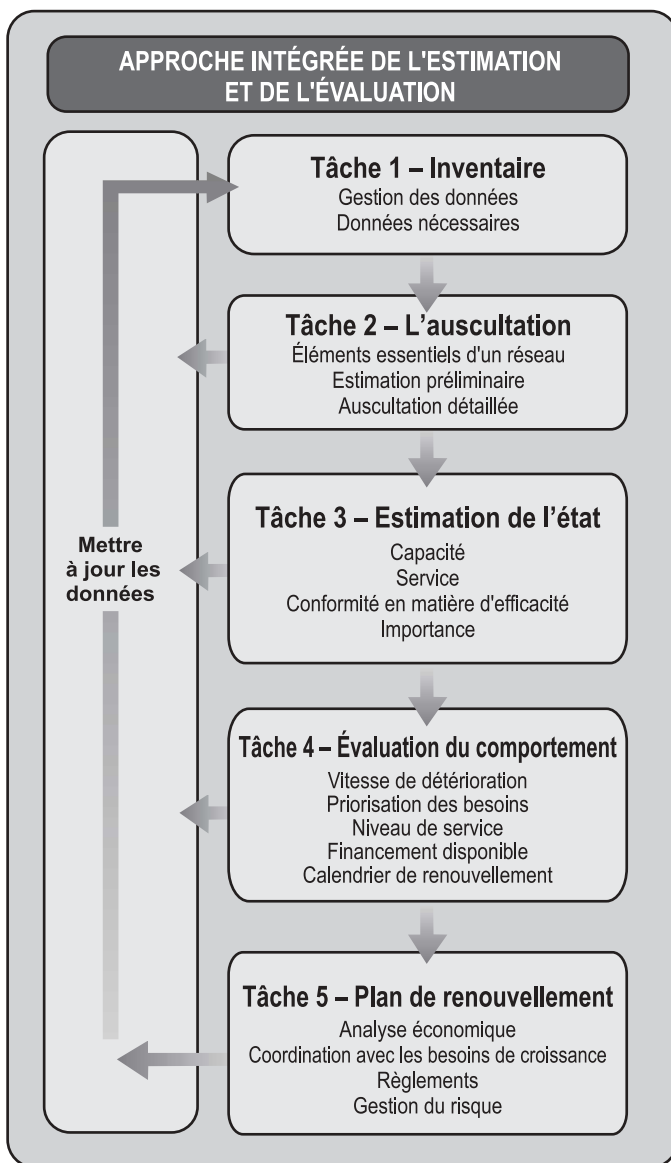 APPROCHE INTÉGRÉE DE L'ESTIMATION
ET DE L'ÉVALUATION
Tâche 1 – Inventaire
Gestion des données
Données nécessaires
Tâche 2 – L'auscultation
Éléments essentiels d'un réseau
Estimation préliminaire
Auscultation détaillée
Tâche 3 – Estimation de l'état
Capacité
Service
Conformité en matière d'efficacité
Importance
Mettre
à jour les
données
Tâche 4 – Évaluation du comportement
Vitesse de détérioration
Priorisation des besoins
Niveau de service
Financement disponible
Calendrier de renouvellement
Tâche 5 – Plan de renouvellement
Analyse économique
Coordination avec les besoins de croissance
Règlements
Gestion du risque